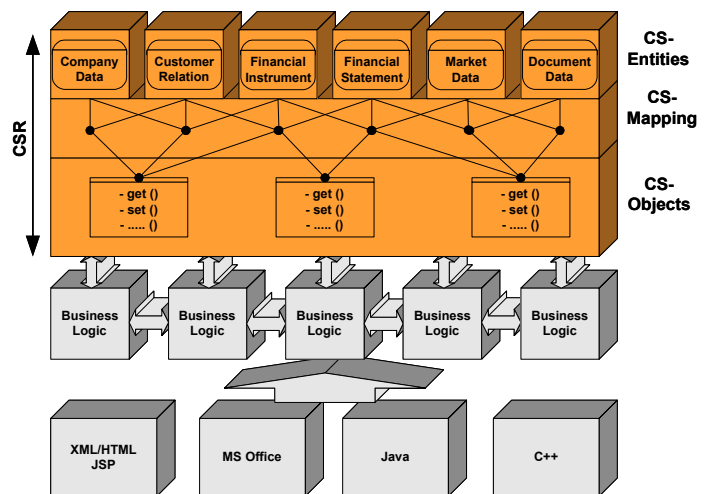 CS-
Entities
Company
Data
Customer
Relation
Financial
Instrument
Financial
Statement
Market
Data
Document
Data
CS-
Mapping
CSR
- get ()
- set ()
- ..... ()
- get ()
- set ()
- ..... ()
- get ()
- set ()
- ..... ()
CS-
Objects
Business
Logic
Business
Logic
Business
Logic
Business
Logic
Business
Logic
XML/HTML
JSP
MS Office
Java
C++